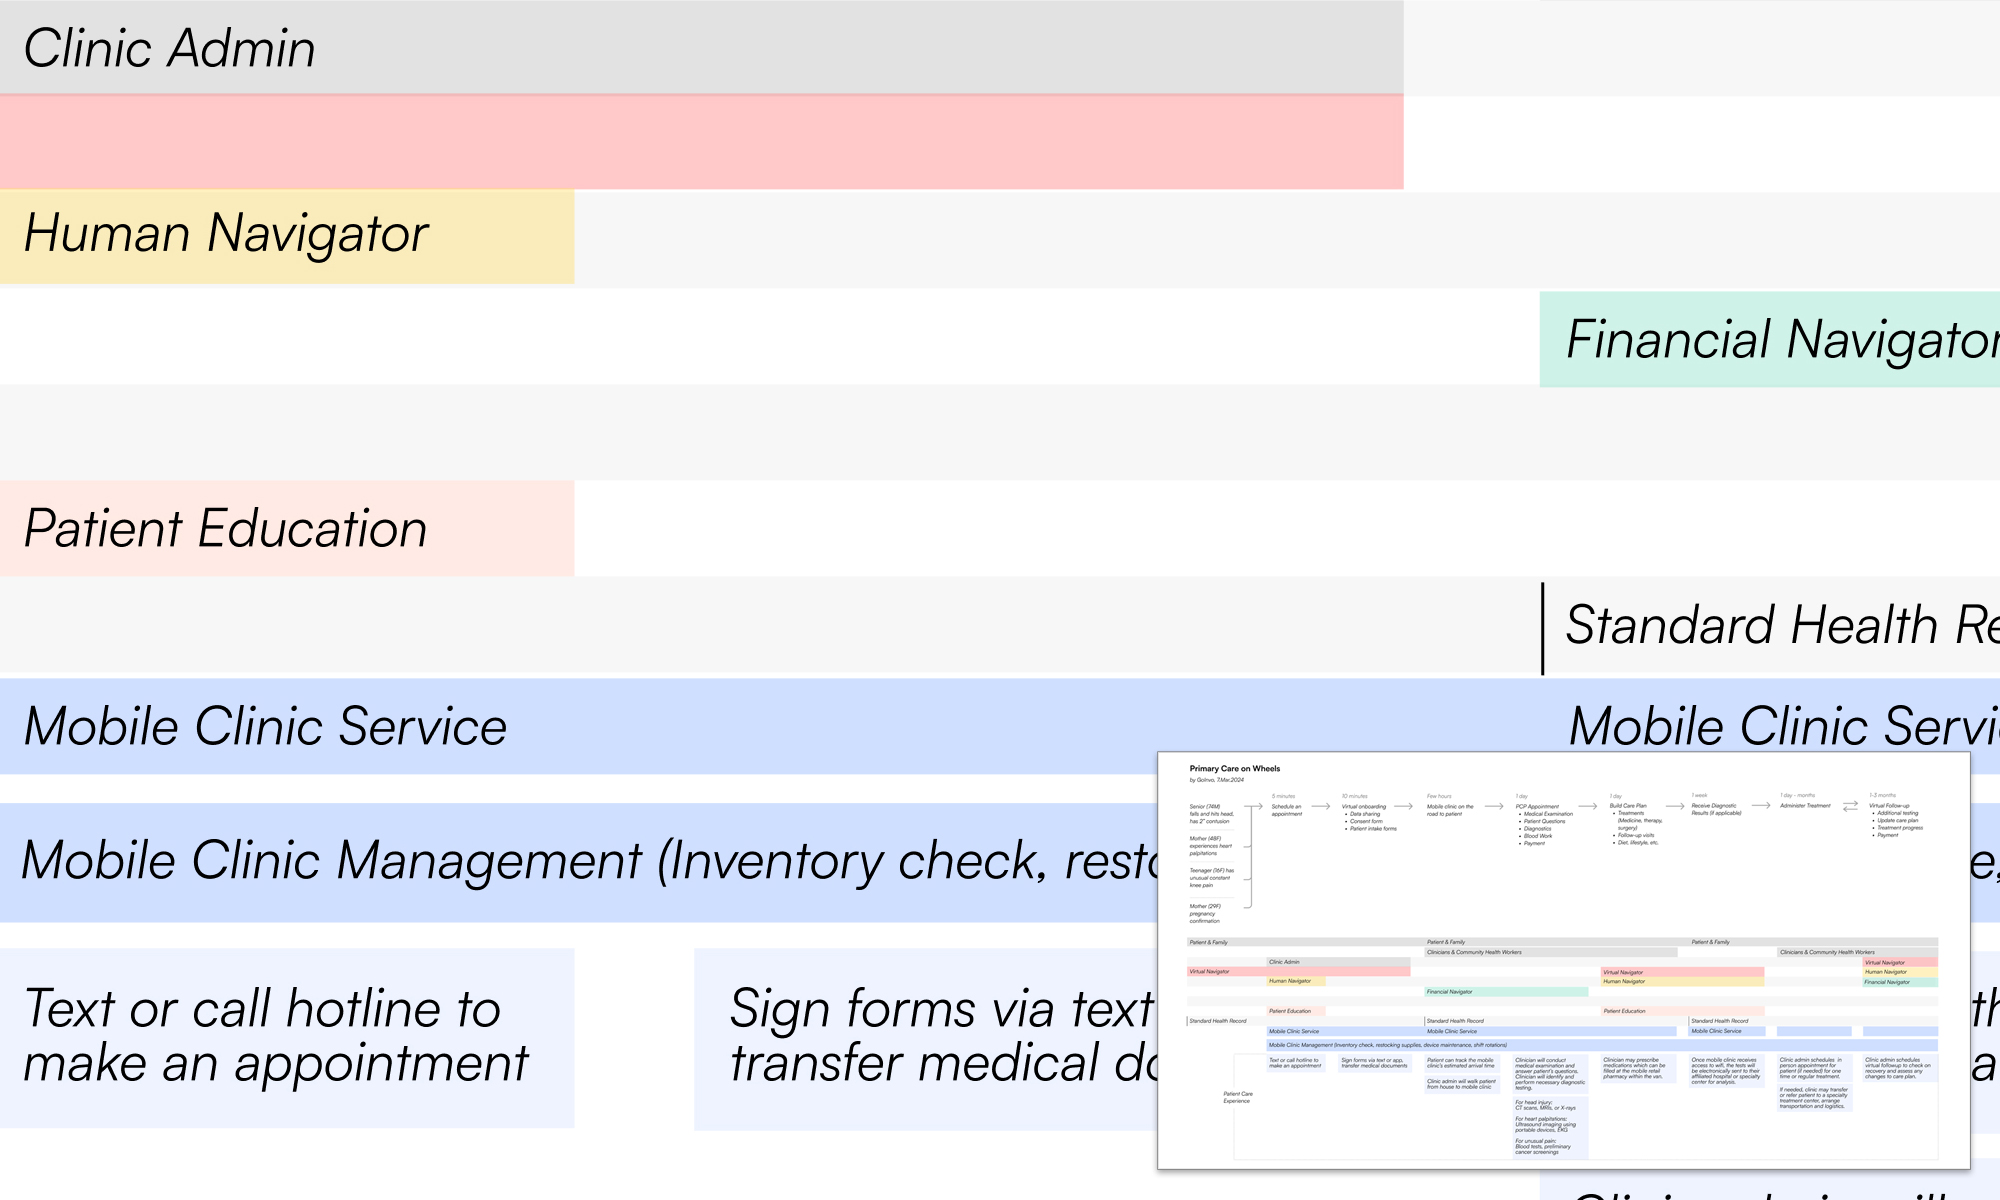 Clinic Admin
Human Navigator
Financial Navigator
Patient Education
Standard Health Re
Mobile Clinic Service
Mobile Clinic Servi
Mobile Clinic Management (Inventory check, resto
e,
Text or call hotline to
make an appointment
Sign forms via text
transfer medical do
th
a
Primary Care on Wheels
by GoInvo, 7.Mar.2024
Senior (74M)
falls and hits head,
has 2" contusion
Mother (48F)
experiences heart
palpitations
Teenager (16F) has
unusual constant
knee pain
Mother (29F)
pregnancy
confirmation
5 minutes
Schedule an
appointment
10 minutes
Virtual onboarding
• Data sharing
• Consent form
• Patient intake forms
Few hours
Mobile clinic on the
road to patient
1 day
PCP Appointment
• Medical Examination
• Patient Questions
• Diagnostics
• Blood Work
• Payment
1 day
Build Care Plan
• Treatments
(Medicine, therapy,
surgery)
• Follow-up visits
• Diet, lifestyle, etc.
1 week
Receive Diagnostic
Results (if applicable)
1 day - months
Administer Treatment
1-3 months
Virtual Follow-up
• Additional testing
• Update care plan
• Treatment progress
• Payment
Patient & Family
Patient & Family
Patient & Family
Clinicians & Community Health Workers
Clinicians & Community Health Workers
Clinic Admin
Virtual Navigator
Virtual Navigator
Virtual Navigator
Human Navigator
Human Navigator
Human Navigator
Financial Navigator
Financial Navigator
Patient Education
Patient Education
Standard Health Record
Standard Health Record
Standard Health Record
Mobile Clinic Service
Mobile Clinic Service
Mobile Clinic Service
Mobile Clinic Management (Inventory check, restocking supplies, device maintenance, shift rotations)
Patient Care
Experience
Text or call hotline to
make an appointment
Sign forms via text or app,
transfer medical documents
Patient can track the mobile
clinic's estimated arrival time
Clinic admin will walk patient
from house to mobile clinic
Clinician will conduct
medical examination and
answer patient's questions.
Clinician will identify and
perform necessary diagnostic
testing.
For head injury:
CT scans, MRIs, or X-rays
For heart palpitations;
Ultrasound imaging using
portable devices, EKG
For unusual pain:
Blood tests, preliminary
cancer screenings
Clinician may prescribe
medications which can be
filled at the mobile retail
pharmacy within the van.
Once mobile clinic receives
access to wifi, the tests will
be electronically sent to their
affiliated hospital or specialty
center for analysis.
Clinic admin schedules in
person appointment for
patient (if needed) for one
time or regular treatment.
If needed, clinic may transfer
or refer patient to a specialty
treatment center, arrange
transportation and logistics.
Clinic admin schedules
virtual followup to check on
recovery and assess any
changes to care plan.